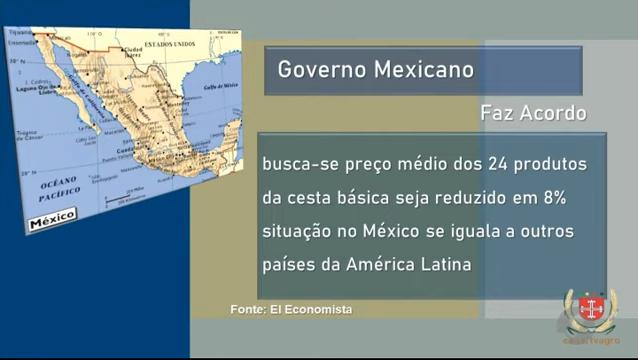 Governo Mexicano
Faz Acordo
busca-se preço médio dos 24 produtos
da cesta básica seja reduzido em 8%
situação no México se iguala a outros
países da América Latina
Fonte: El Economista
ESTADOS UNIDOS
Golfo do México
OCÉANO
PACÍFICO
México